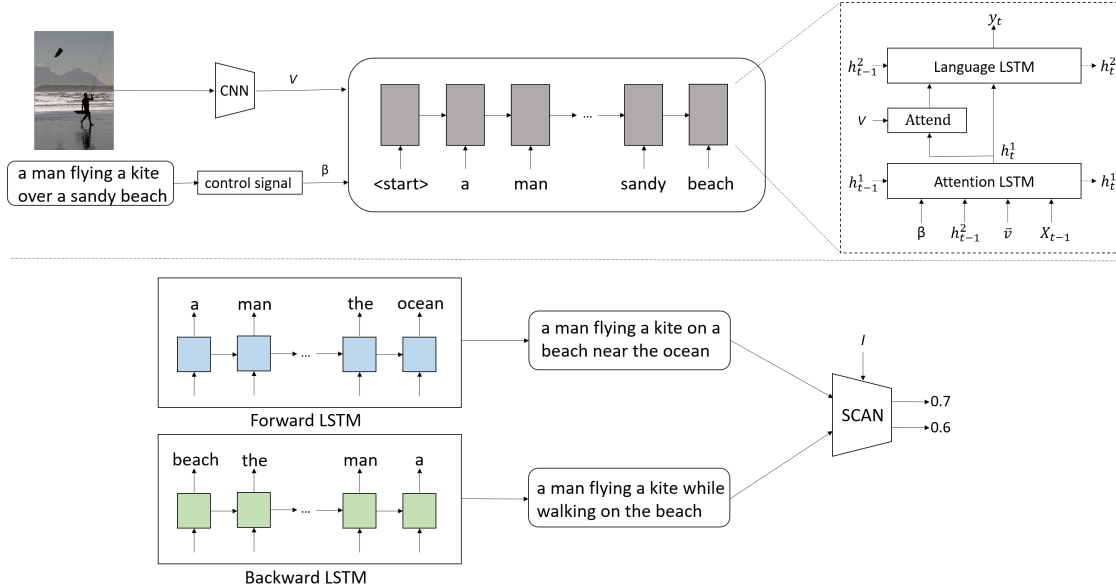 CNN
V
a man flying a kite
over a sandy beach
control signal
β
...
<start>
a
man
sandy
beach
y_t
h^2_{t-1}
Language LSTM
h^2_t
V
Attend
h^1_t
h^1_{t-1}
Attention LSTM
h^1_t
β
h^2_{t-1}
v̄
X_{t-1}
a
man
the
ocean
...
Forward LSTM
a man flying a kite on a
beach near the ocean
I
SCAN
0.7
0.6
beach
the
man
a
...
Backward LSTM
a man flying a kite while
walking on the beach